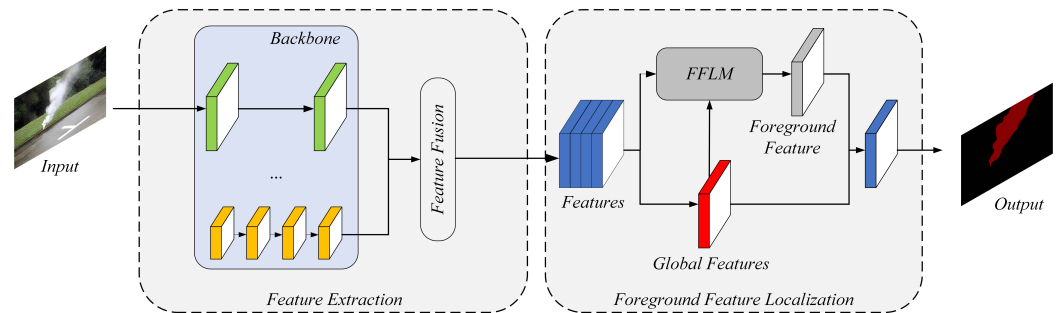 Input
Backbone
...
Feature Fusion
Feature Extraction
Features
FFLM
Foreground
Feature
Global Features
Foreground Feature Localization
Output